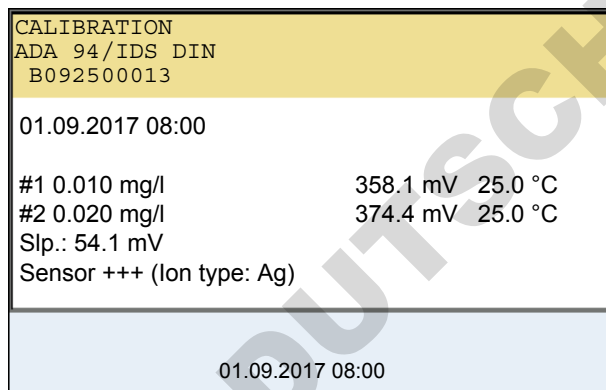 CALIBRATION
ADA 94/IDS DIN
B092500013
01.09.2017 08:00
#1 0.010 mg/l 358.1 mV 25.0 °C
#2 0.020 mg/l 374.4 mV 25.0 °C
Slp.: 54.1 mV
Sensor +++ (Ion type: Ag)
01.09.2017 08:00